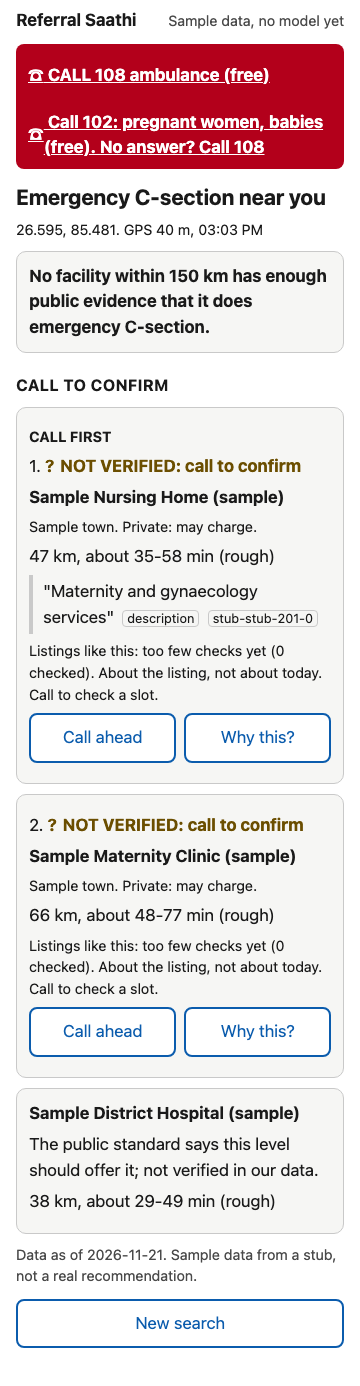 Referral Saathi Sample data, no model yet
☎ CALL 108 ambulance (free)
☎ Call 102: pregnant women, babies
(free). No answer? Call 108
Emergency C-section near you
26.595, 85.481. GPS 40 m, 03:03 PM
No facility within 150 km has enough
public evidence that it does
emergency C-section.
CALL TO CONFIRM
CALL FIRST
1. ? NOT VERIFIED: call to confirm
Sample Nursing Home (sample)
Sample town. Private: may charge.
47 km, about 35-58 min (rough)
"Maternity and gynaecology
services" description stub-stub-201-0
Listings like this: too few checks yet (0
checked). About the listing, not about today.
Call to check a slot.
Call ahead Why this?
2. ? NOT VERIFIED: call to confirm
Sample Maternity Clinic (sample)
Sample town. Private: may charge.
66 km, about 48-77 min (rough)
Listings like this: too few checks yet (0
checked). About the listing, not about today.
Call to check a slot.
Call ahead Why this?
Sample District Hospital (sample)
The public standard says this level
should offer it; not verified in our data.
38 km, about 29-49 min (rough)
Data as of 2026-11-21. Sample data from a stub,
not a real recommendation.
New search